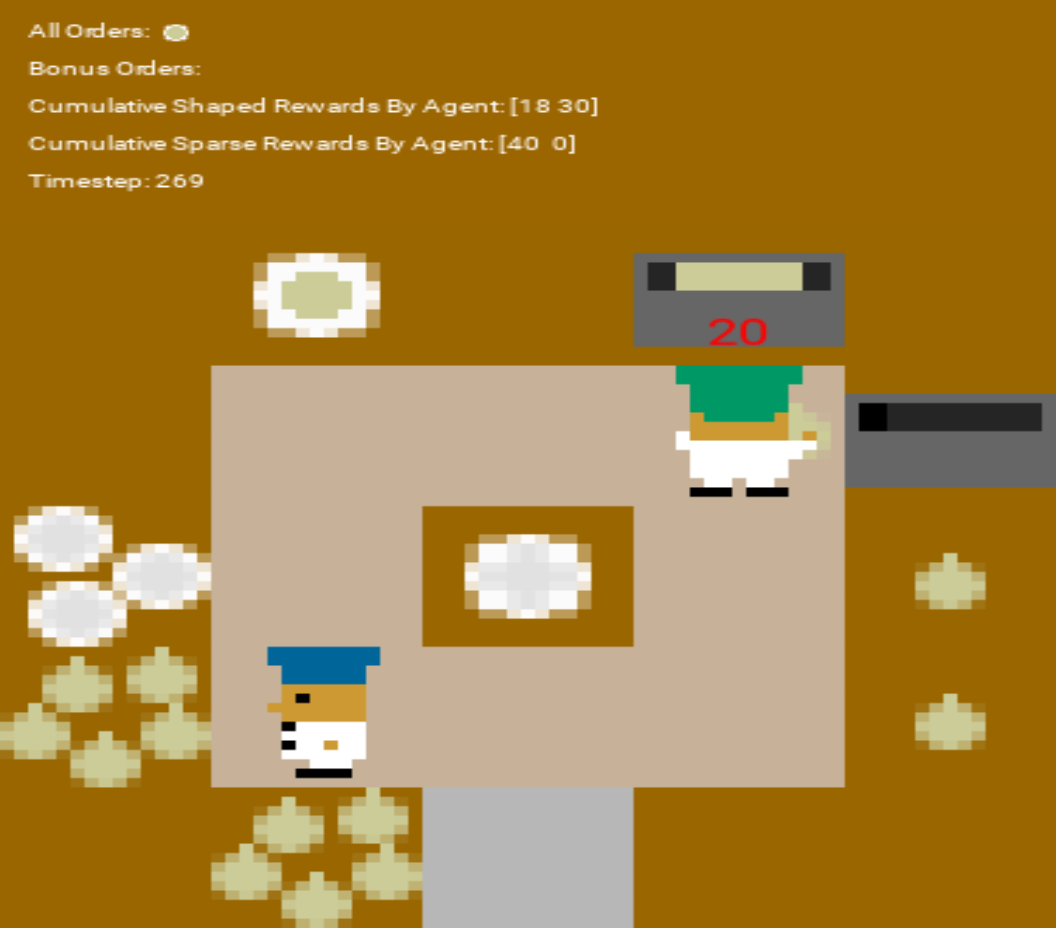 All Orders:
Bonus Orders:
Cumulative Shaped Rewards By Agent: [18 30]
Cumulative Sparse Rewards By Agent: [40  0]
Timestep: 269
20